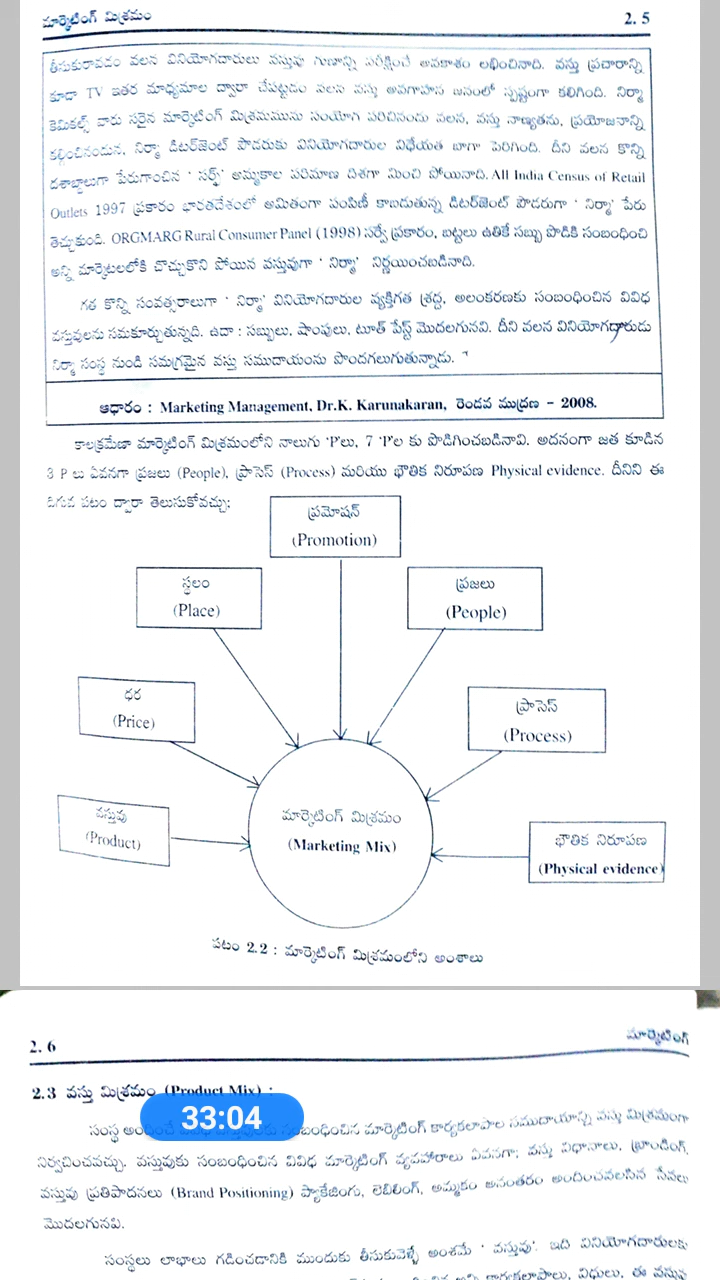 మార్కెటింగ్ మిశ్రమం 2. 5
తీసుకురావడం వలన వినియోగదారులు వస్తువు గుణాన్ని పరీక్షించే అవకాశం లభించినాది. వస్తు ప్రచారాన్ని
కూడా TV ఇతర మాధ్యమాల ద్వారా చేపట్టడం వలన వస్తు అవగాహన జనంలో స్పష్టంగా కలిగింది. నిర్మా
కెమికల్స్ వారు సరైన మార్కెటింగ్ మిశ్రమమును సంయోగ పరిచినందు వలన, వస్తు నాణ్యతను, ప్రయోజనాన్ని
కల్పించినందున, నిర్మా డిటర్జెంట్ పౌడరుకు వినియోగదారుల విధేయత బాగా పెరిగింది. దీని వలన కొన్ని
దశాబ్దాలుగా పేరుగాంచిన ' సర్ఫ్' అమ్మకాల పరిమాణ దిశగా మించి పోయినాది. All India Census of Retail
Outlets 1997 ప్రకారం భారతదేశంలో అమితంగా పంపిణీ కాబడుతున్న డిటర్జెంట్ పౌడరుగా ' నిర్మా' పేరు
తెచ్చుకుంది. ORGMARG Rural Consumer Panel (1998) సర్వే ప్రకారం, బట్టలు ఉతికే సబ్బు పొడికి సంబంధించి
అన్ని మార్కెటలలోకి చొచ్చుకొని పోయిన వస్తువుగా ' నిర్మా' నిర్ణయించబడినాది.
గత కొన్ని సంవత్సరాలుగా ' నిర్మా' వినియోగదారుల వ్యక్తిగత శ్రద్ధ, అలంకరణకు సంబంధించిన వివిధ
వస్తువులను సమకూర్చుతున్నది. ఉదా : సబ్బులు, షాంపులు, టూత్ పేస్ట్ మొదలగునవి. దీని వలన వినియోగదారుడు
నిర్మా సంస్థ నుండి సమగ్రమైన వస్తు సముదాయంను పొందగలుగుతున్నాడు.
ఆధారం : Marketing Management, Dr.K. Karunakaran, రెండవ ముద్రణ – 2008.
కాలక్రమేణా మార్కెటింగ్ మిశ్రమంలోని నాలుగు 'P'లు, 7 'P'ల కు పొడిగించబడినావి. అదనంగా జత కూడిన
3 P లు ఏవనగా ప్రజలు (People), ప్రాసెస్ (Process) మరియు భౌతిక నిరూపణ Physical evidence. దీనిని ఈ
దిగువ పటం ద్వారా తెలుసుకోవచ్చు:
ప్రమోషన్
(Promotion)
స్థలం
(Place)
ప్రజలు
(People)
ధర
(Price)
ప్రాసెస్
(Process)
వస్తువు
(Product)
మార్కెటింగ్ మిశ్రమం
(Marketing Mix)
భౌతిక నిరూపణ
(Physical evidence)
పటం 2.2 : మార్కెటింగ్ మిశ్రమంలోని అంశాలు
2. 6 మార్కెటింగ్
2.3 వస్తు మిశ్రమం (Product Mix) :
33:04
సంస్థ సంబంధించిన మార్కెటింగ్ కార్యకలాపాల సముదాయాన్ని వస్తు మిశ్రమంగా
నిర్వచించవచ్చు. వస్తువుకు సంబంధించిన వివిధ మార్కెటింగ్ వ్యవహారాలు ఏవనగా; వస్తు విధానాలు, బ్రాండింగ్,
వస్తువు ప్రతిపాదనలు (Brand Positioning) ప్యాకేజింగు, లెబిలింగ్, అమ్మకం అనంతరం అందించవలసిన సేవలు
మొదలగునవి.
సంస్థలు లాభాలు గడించడానికి ముందుకు తీసుకువెళ్ళే అంశమే ' వస్తువు'. ఇది వినియోగదారులకు
కార్యకలాపాలు, విధులు, ఈ వస్తువు